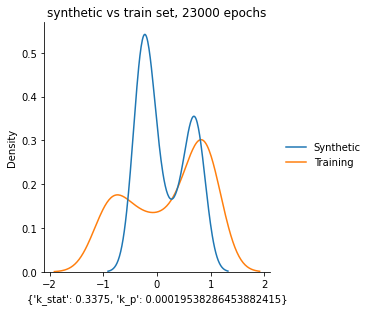 synthetic vs train set, 23000 epochs
0.5
0.4
0.3
0.2
0.1
0.0
Density
Synthetic
Training
−2
−1
0
1
2
{'k_stat': 0.3375, 'k_p': 0.00019538286453882415}